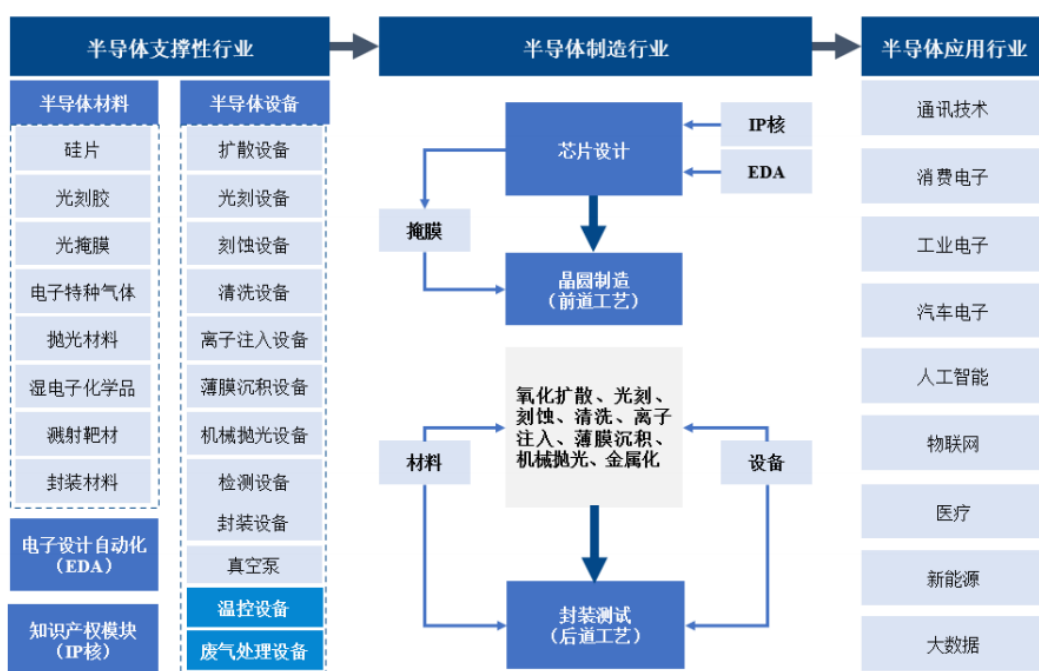 半导体支撑性行业
半导体制造行业
半导体应用行业
半导体材料
硅片
光刻胶
光掩膜
电子特种气体
抛光材料
湿电子化学品
溅射靶材
封装材料
电子设计自动化
（EDA）
知识产权模块
（IP核）
半导体设备
扩散设备
光刻设备
刻蚀设备
清洗设备
离子注入设备
薄膜沉积设备
机械抛光设备
检测设备
封装设备
真空泵
温控设备
废气处理设备
芯片设计
IP核
EDA
掩膜
晶圆制造
（前道工艺）
氧化扩散、光刻、
刻蚀、清洗、离子
注入、薄膜沉积、
机械抛光、金属化
材料
设备
封装测试
（后道工艺）
通讯技术
消费电子
工业电子
汽车电子
人工智能
物联网
医疗
新能源
大数据